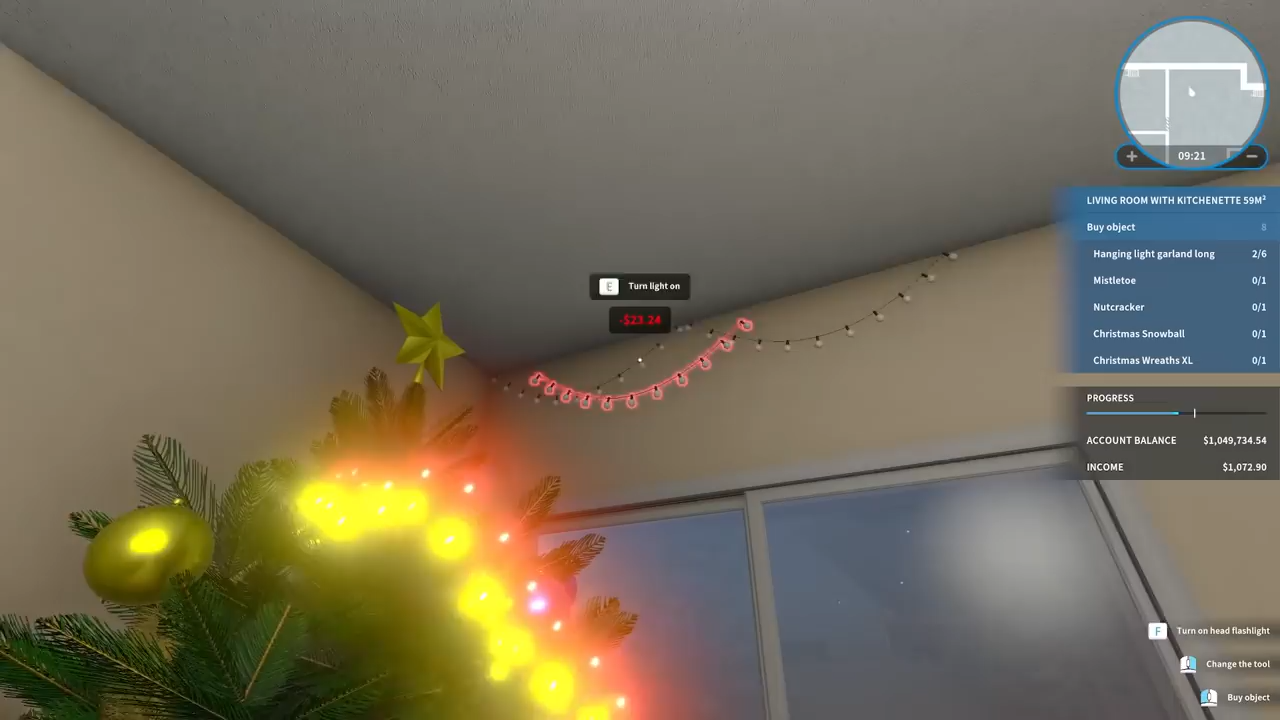 09:21
LIVING ROOM WITH KITCHENETTE 59M²
Buy object 8
Hanging light garland long 2/6
Mistletoe 0/1
Nutcracker 0/1
Christmas Snowball 0/1
Christmas Wreaths XL 0/1
E Turn light on
-$23.24
PROGRESS
ACCOUNT BALANCE $1,049,734.54
INCOME $1,072.90
F Turn on head flashlight
Change the tool
Buy object